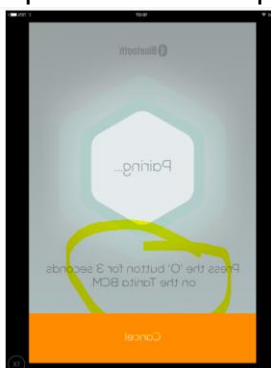 Bluetooth
Pairing...
Press the 'O' button for 3 seconds
on the Tanita BCM.
Cancel